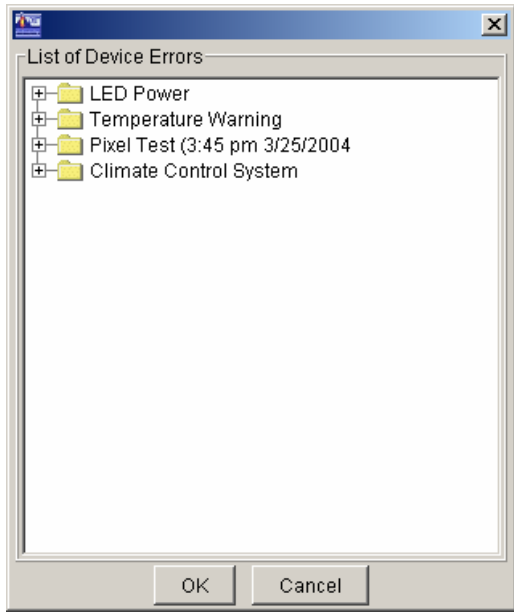 List of Device Errors
LED Power
Temperature Warning
Pixel Test (3:45 pm 3/25/2004
Climate Control System
OK
Cancel